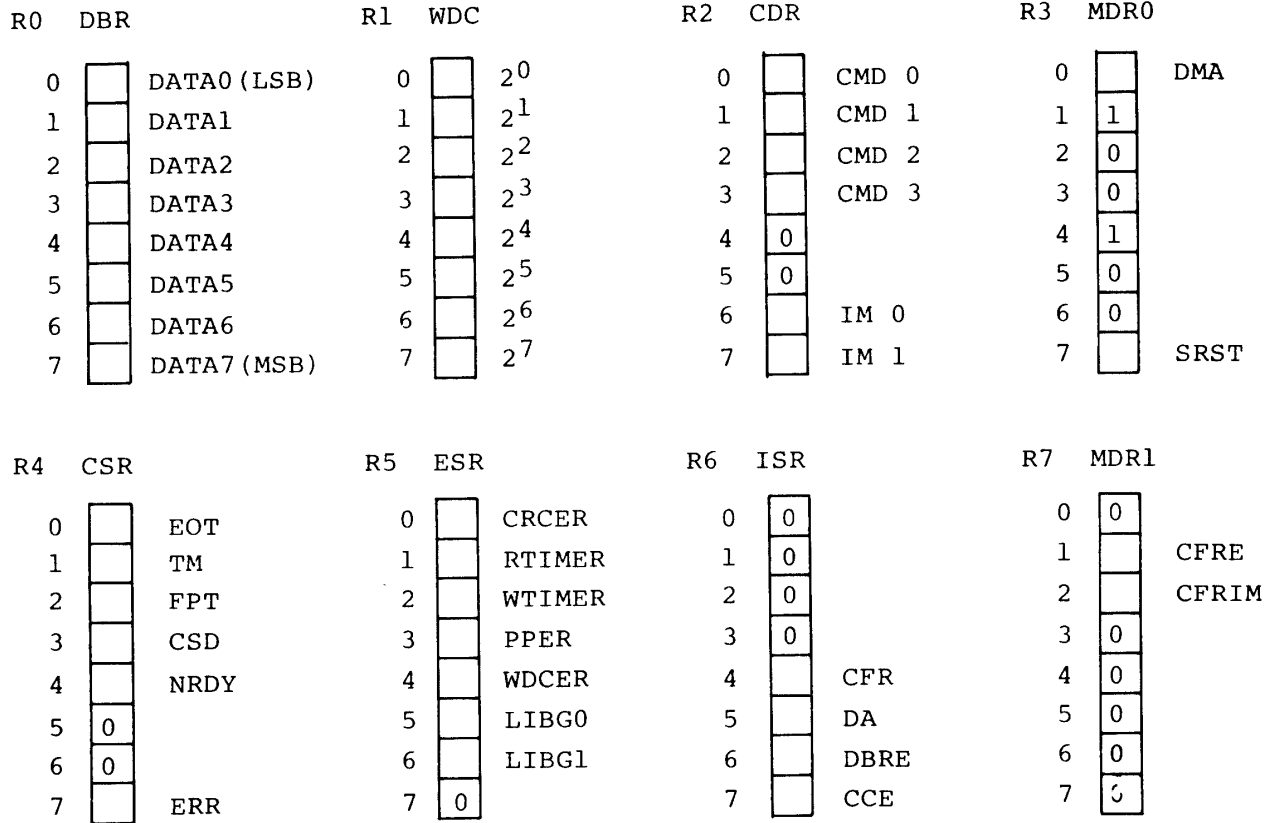 R0 DBR
0 DATA0(LSB)
1 DATA1
2 DATA2
3 DATA3
4 DATA4
5 DATA5
6 DATA6
7 DATA7(MSB)
R1 WDC
0 2^0
1 2^1
2 2^2
3 2^3
4 2^4
5 2^5
6 2^6
7 2^7
R2 CDR
0 CMD 0
1 CMD 1
2 CMD 2
3 CMD 3
4 0
5 0
6 IM 0
7 IM 1
R3 MDR0
0 DMA
1 1
2 0
3 0
4 1
5 0
6 0
7 SRST
R4 CSR
0 EOT
1 TM
2 FPT
3 CSD
4 NRDY
5 0
6 0
7 ERR
R5 ESR
0 CRCER
1 RTIMER
2 WTIMER
3 PPER
4 WDCER
5 LIBG0
6 LIBG1
7 0
R6 ISR
0 0
1 0
2 0
3 0
4 CFR
5 DA
6 DBRE
7 CCE
R7 MDR1
0 0
1 CFRE
2 CFRIM
3 0
4 0
5 0
6 0
7